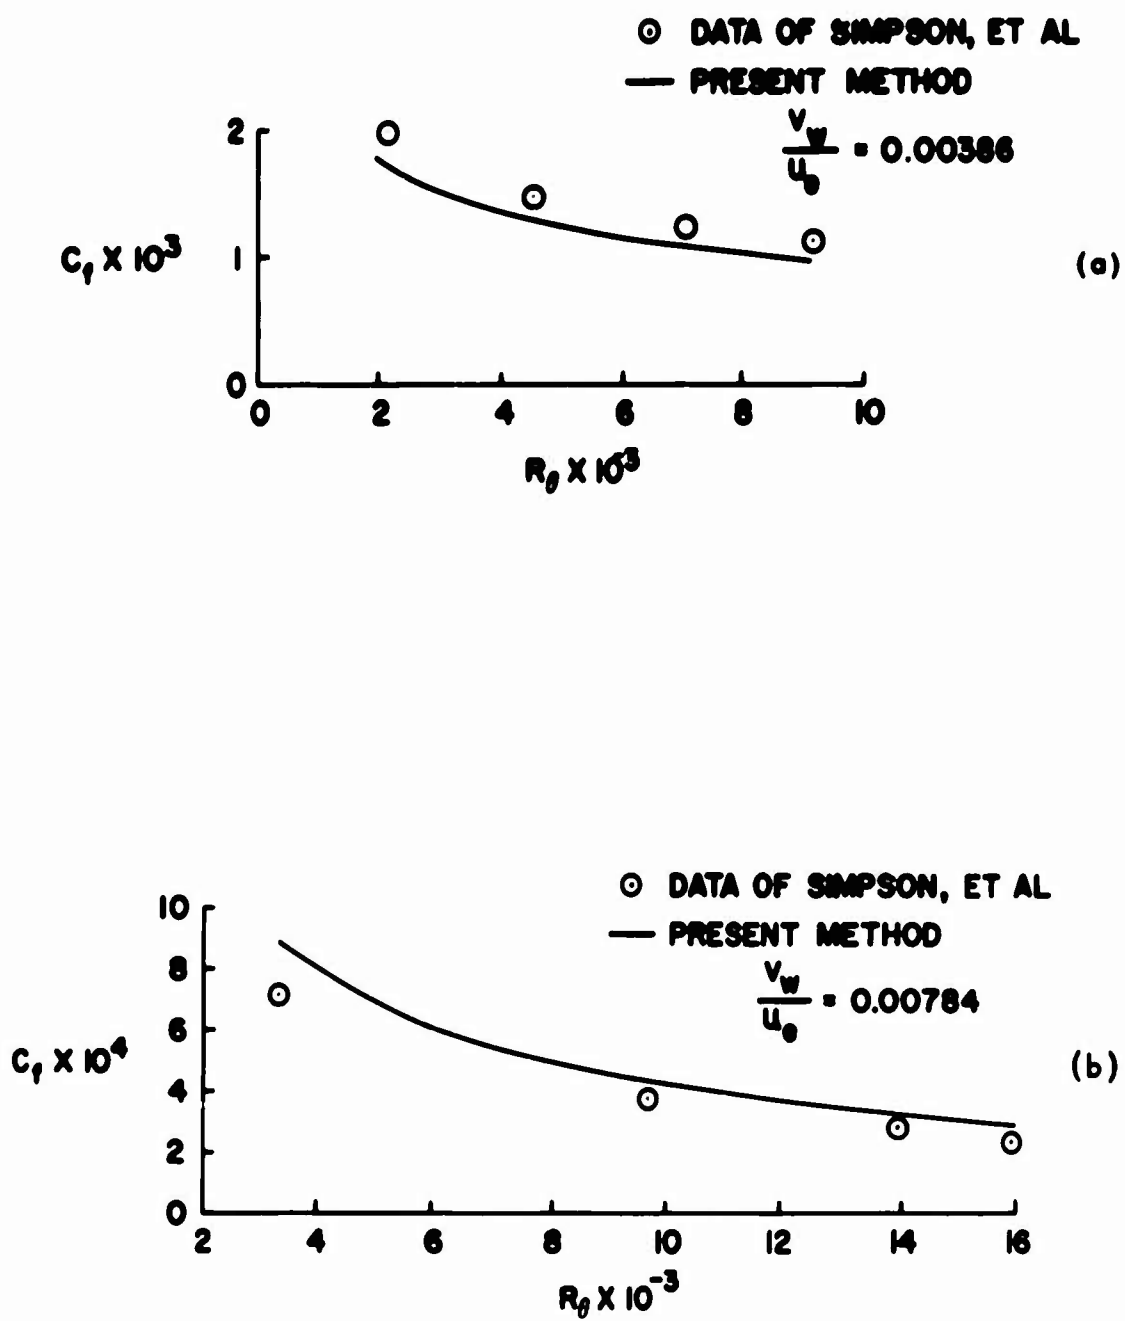 ⊙ DATA OF SIMPSON, ET AL
— PRESENT METHOD
V_w / u_e = 0.00386
2
1
0
C_f X 10^3
0 2 4 6 8 10
R_θ X 10^-3
(a)
⊙ DATA OF SIMPSON, ET AL
— PRESENT METHOD
V_w / u_e = 0.00784
10
8
6
4
2
0
C_f X 10^4
2 4 6 8 10 12 14 16
R_θ X 10^-3
(b)